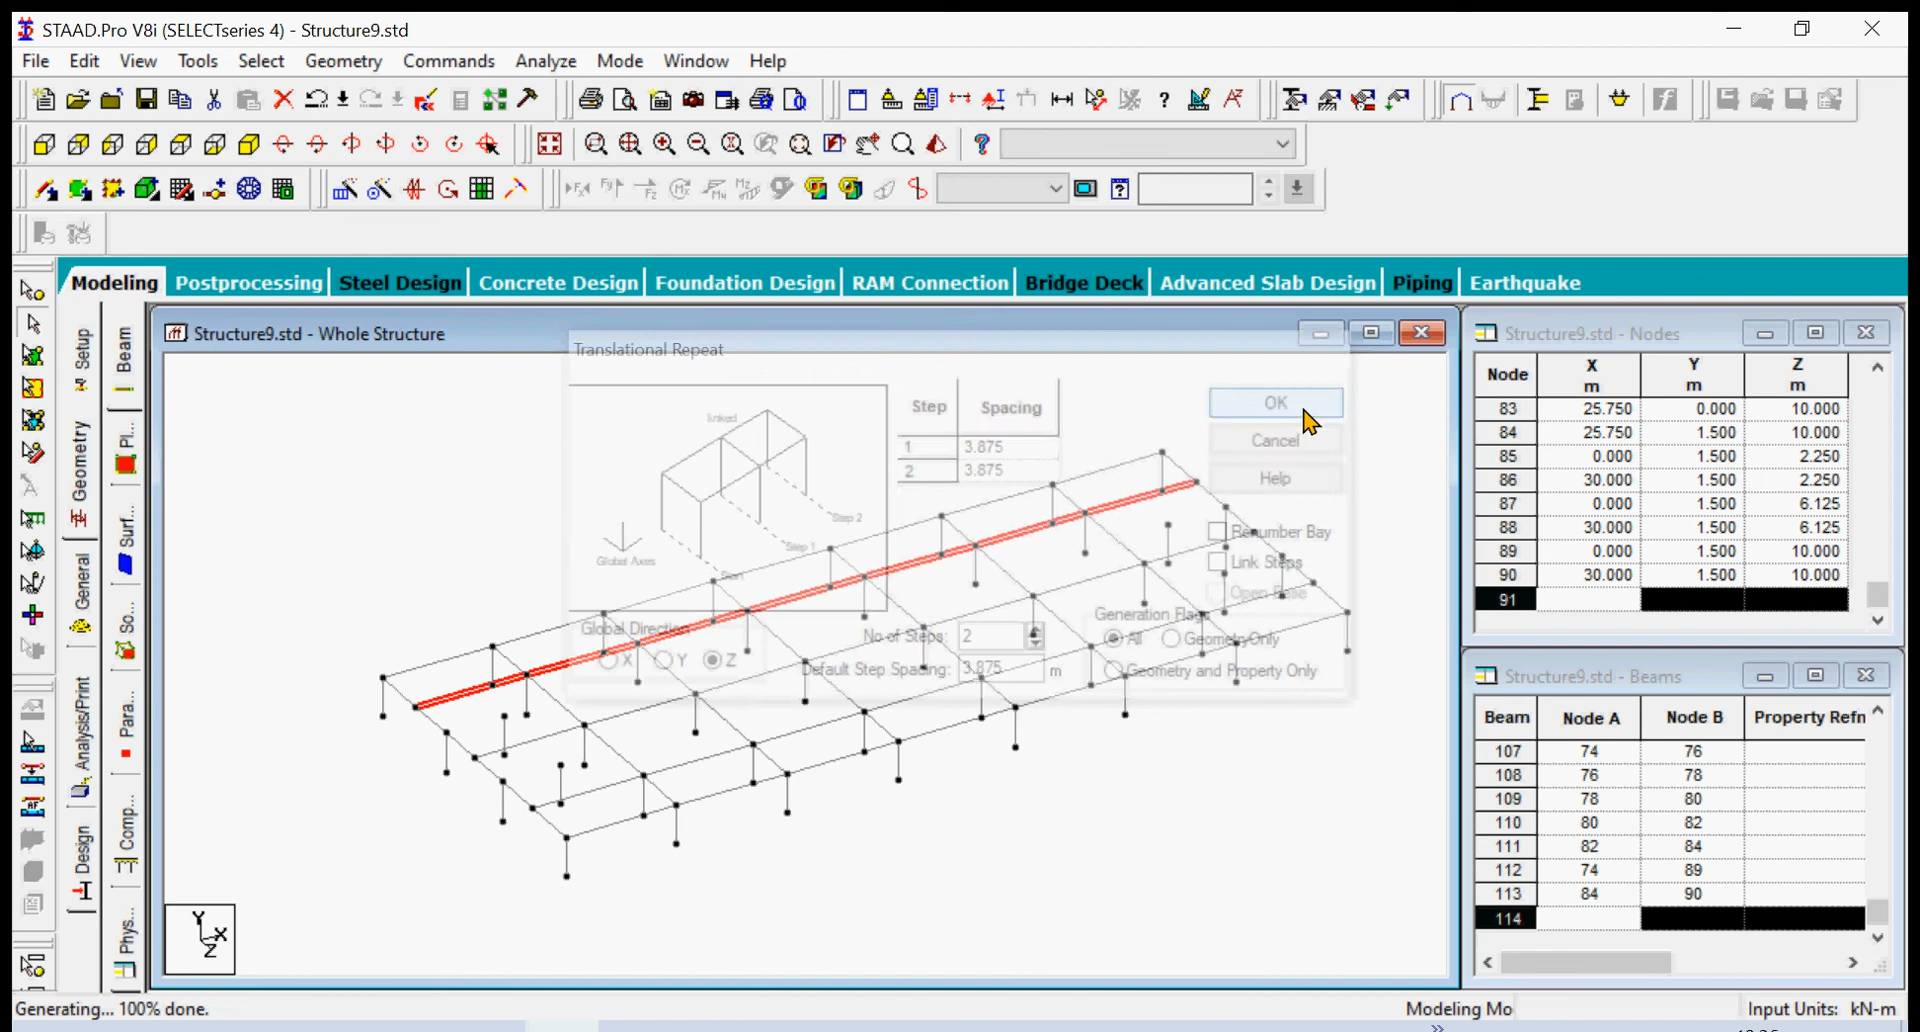 STAAD.Pro V8i (SELECTseries 4) - Structure9.std
File Edit View Tools Select Geometry Commands Analyze Mode Window Help
Modeling Postprocessing Steel Design Concrete Design Foundation Design RAM Connection Bridge Deck Advanced Slab Design Piping Earthquake
Setup
Geometry
General
Analysis/Print
Design
Beam
Pl...
Surf...
So...
Para...
Comp...
Phys...
Structure9.std - Whole Structure
Translational Repeat
linked
Step 2
Step 1
Start
Global Axes
Step Spacing
1 3.875
2 3.875
OK
Cancel
Help
Renumber Bay
Link Steps
Open Base
Global Direction
X Y Z
No of Steps: 2
Default Step Spacing: 3.875 m
Generation Flags
All Geometry Only
Geometry and Property Only
Y
X
Z
Structure9.std - Nodes
Node X m Y m Z m
83 25.750 0.000 10.000
84 25.750 1.500 10.000
85 0.000 1.500 2.250
86 30.000 1.500 2.250
87 0.000 1.500 6.125
88 30.000 1.500 6.125
89 0.000 1.500 10.000
90 30.000 1.500 10.000
91
Structure9.std - Beams
Beam Node A Node B Property Refn
107 74 76
108 76 78
109 78 80
110 80 82
111 82 84
112 74 89
113 84 90
114
Generating... 100% done.
Modeling Mo
Input Units: kN-m